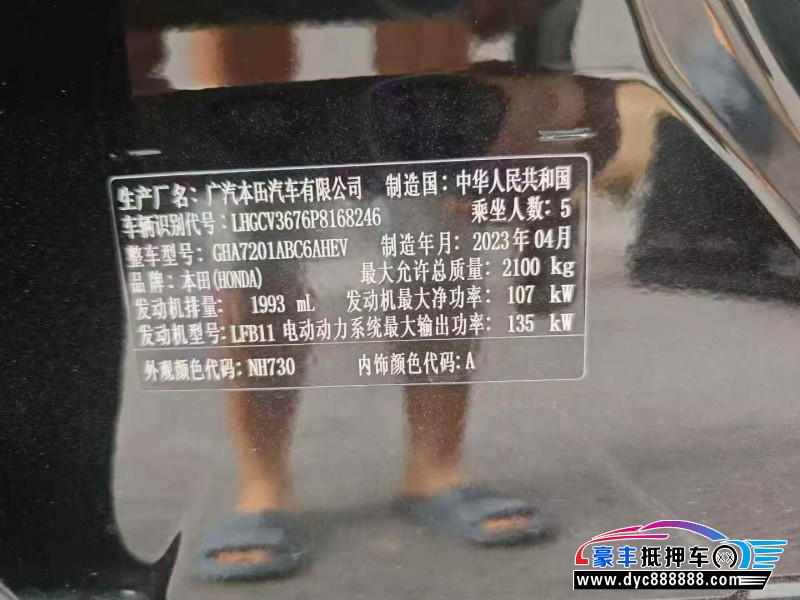 生产厂名：广汽本田汽车有限公司 制造国：中华人民共和国
车辆识别代号：LHGCV3676P8168246 乘坐人数：5
整车型号：GHA7201ABC6AHEV 制造年月：2023年04月
品牌：本田(HONDA) 最大允许总质量：2100 kg
发动机排量： 1993 mL 发动机最大净功率：107 kW
发动机型号：LFB11 电动动力系统最大输出功率：135 kW
外观颜色代码：NH730 内饰颜色代码：A
豪丰抵押车
www.dyc888888.com